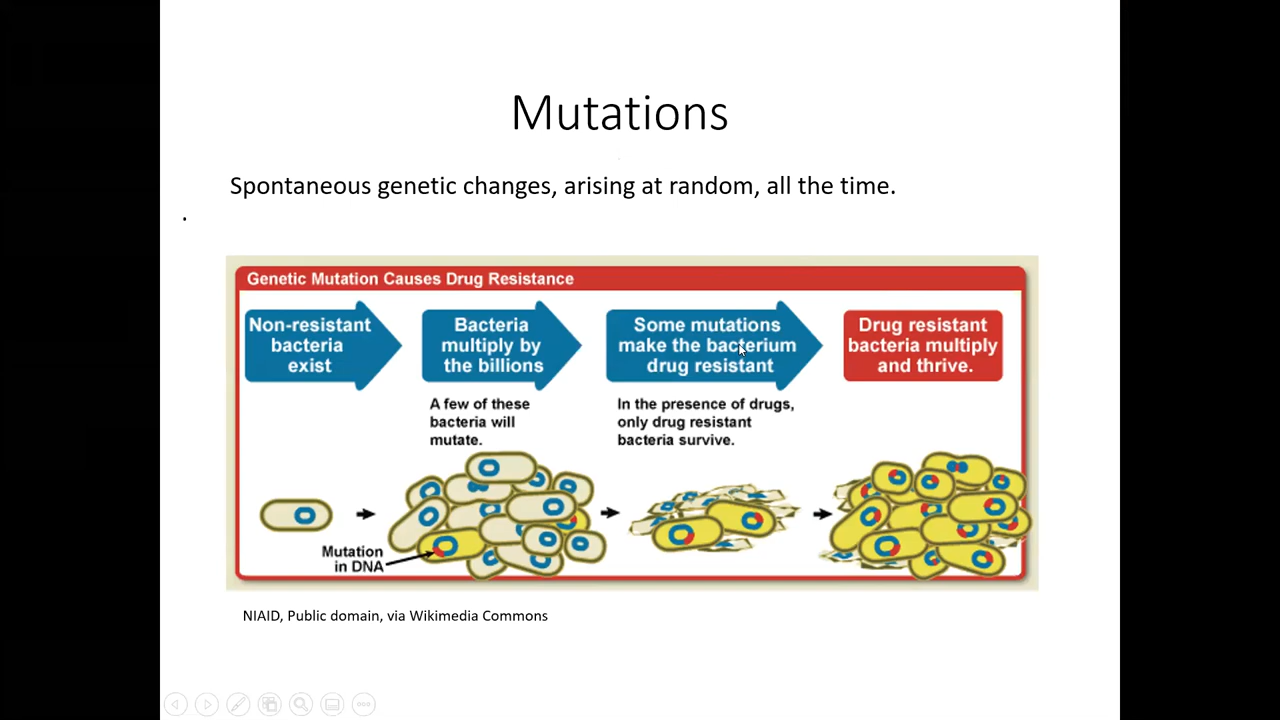 Mutations
Spontaneous genetic changes, arising at random, all the time.
.
Genetic Mutation Causes Drug Resistance
Non-resistant
bacteria
exist
Bacteria
multiply by
the billions
Some mutations
make the bacterium
drug resistant
Drug resistant
bacteria multiply
and thrive.
A few of these
bacteria will
mutate.
In the presence of drugs,
only drug resistant
bacteria survive.
Mutation
in DNA
NIAID, Public domain, via Wikimedia Commons